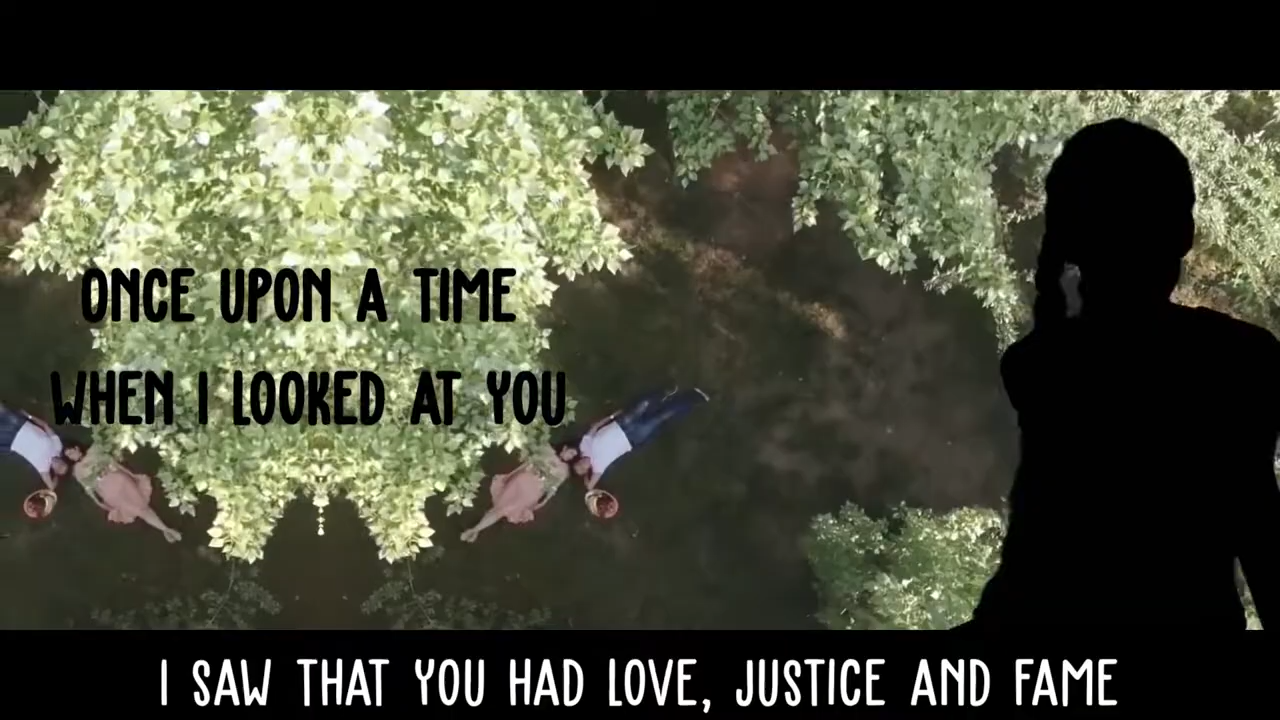 ONCE UPON A TIME
WHEN I LOOKED AT YOU
I SAW THAT YOU HAD LOVE, JUSTICE AND FAME